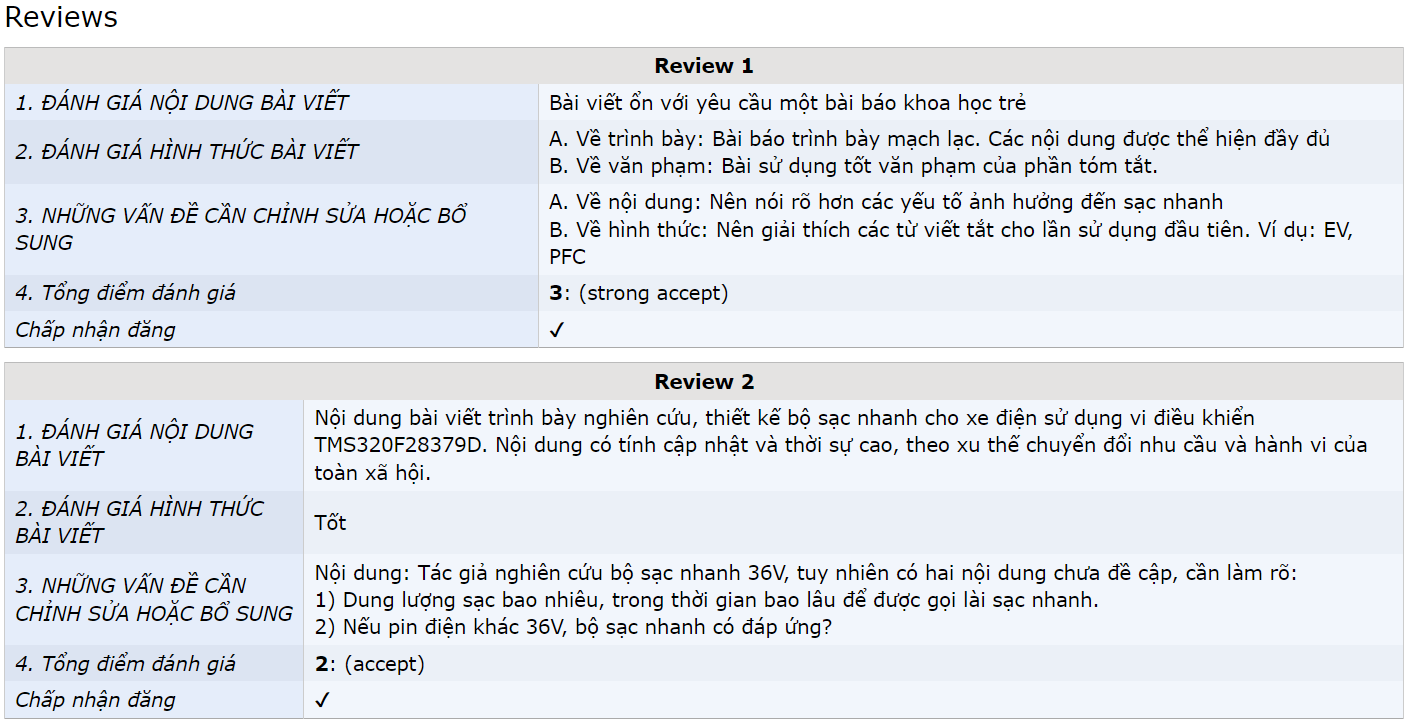 Reviews
Review 1
1. ĐÁNH GIÁ NỘI DUNG BÀI VIẾT
Bài viết ổn với yêu cầu một bài báo khoa học trẻ
2. ĐÁNH GIÁ HÌNH THỨC BÀI VIẾT
A. Về trình bày: Bài báo trình bày mạch lạc. Các nội dung được thể hiện đầy đủ
B. Về văn phạm: Bài sử dụng tốt văn phạm của phần tóm tắt.
3. NHỮNG VẤN ĐỀ CẦN CHỈNH SỬA HOẶC BỔ
SUNG
A. Về nội dung: Nên nói rõ hơn các yếu tố ảnh hưởng đến sạc nhanh
B. Về hình thức: Nên giải thích các từ viết tắt cho lần sử dụng đầu tiên. Ví dụ: EV,
PFC
4. Tổng điểm đánh giá
3: (strong accept)
Chấp nhận đăng
✓
Review 2
1. ĐÁNH GIÁ NỘI DUNG
BÀI VIẾT
Nội dung bài viết trình bày nghiên cứu, thiết kế bộ sạc nhanh cho xe điện sử dụng vi điều khiển
TMS320F28379D. Nội dung có tính cập nhật và thời sự cao, theo xu thế chuyển đổi nhu cầu và hành vi của
toàn xã hội.
2. ĐÁNH GIÁ HÌNH THỨC
BÀI VIẾT
Tốt
3. NHỮNG VẤN ĐỀ CẦN
CHỈNH SỬA HOẶC BỔ SUNG
Nội dung: Tác giả nghiên cứu bộ sạc nhanh 36V, tuy nhiên có hai nội dung chưa đề cập, cần làm rõ:
1) Dung lượng sạc bao nhiêu, trong thời gian bao lâu để được gọi lài sạc nhanh.
2) Nếu pin điện khác 36V, bộ sạc nhanh có đáp ứng?
4. Tổng điểm đánh giá
2: (accept)
Chấp nhận đăng
✓